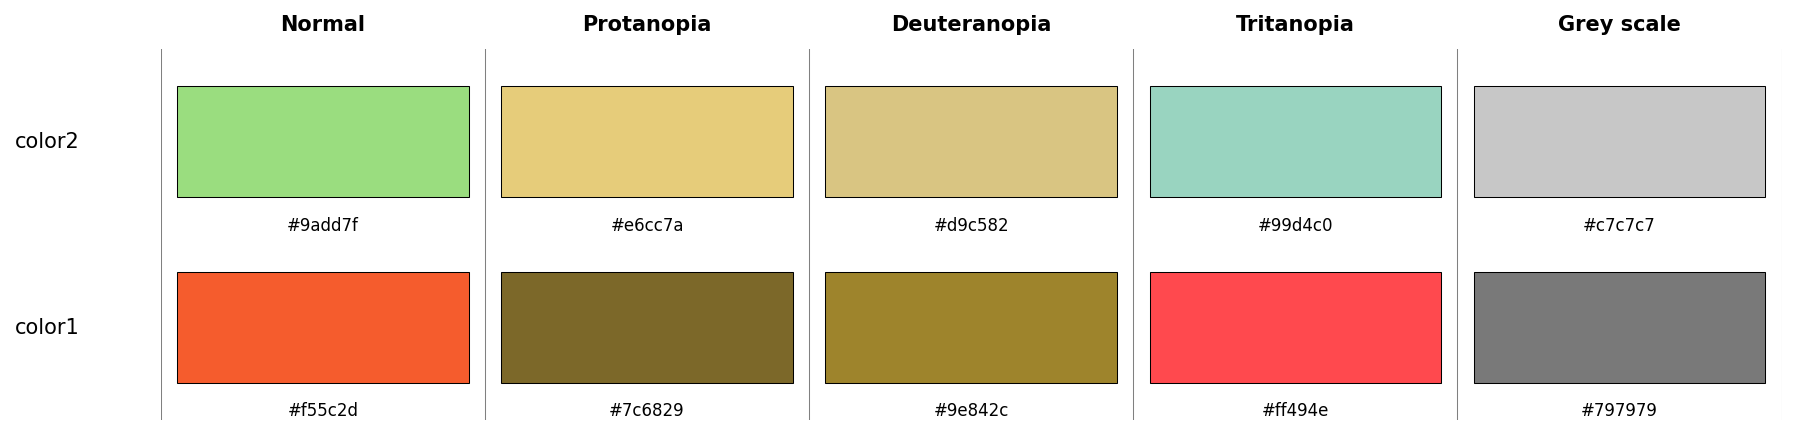 Normal Protanopia Deuteranopia Tritanopia Grey scale
color2
#9add7f #e6cc7a #d9c582 #99d4c0 #c7c7c7
color1
#f55c2d #7c6829 #9e842c #ff494e #797979